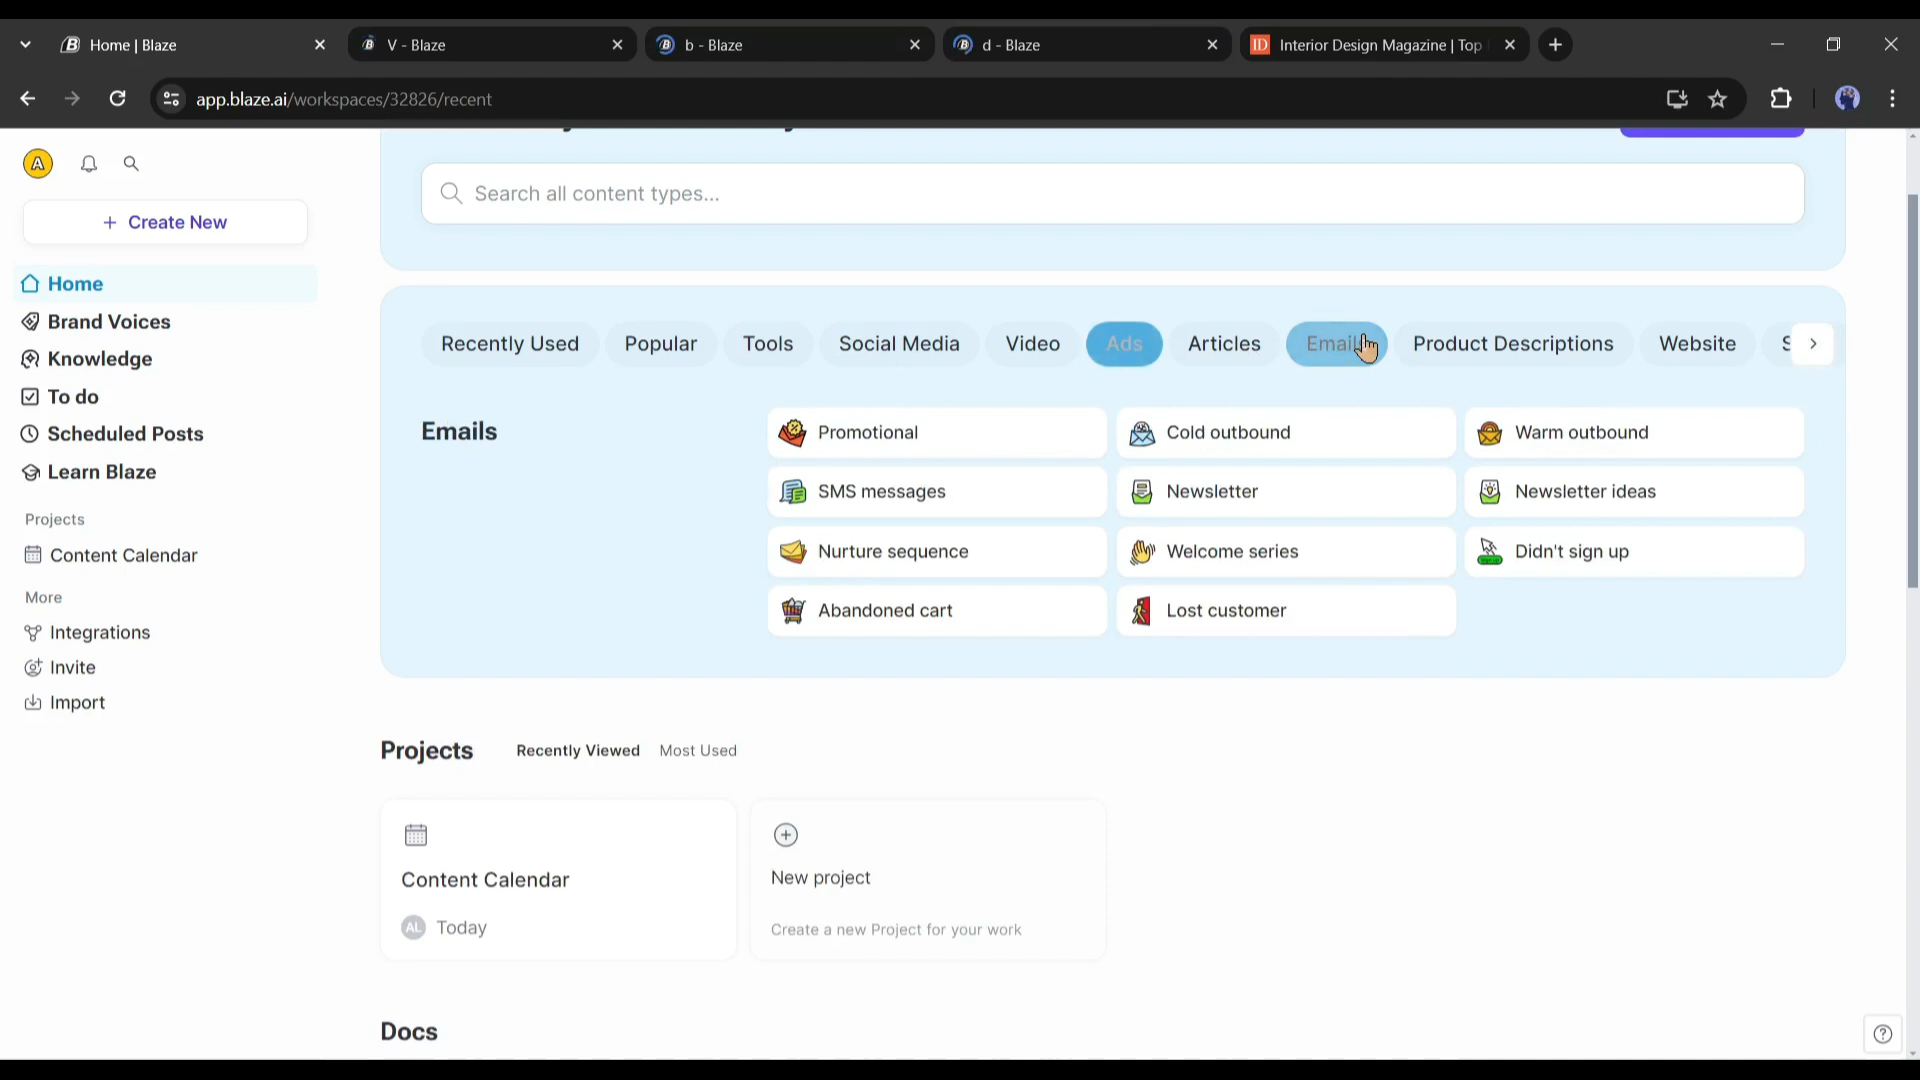 Home | Blaze
V - Blaze
b - Blaze
d - Blaze
ID Interior Design Magazine | Top
app.blaze.ai/workspaces/32826/recent
A
Search all content types...
+ Create New
Home
Brand Voices
Knowledge
To do
Scheduled Posts
Learn Blaze
Projects
Content Calendar
More
Integrations
Invite
Import
Recently Used
Popular
Tools
Social Media
Video
Ads
Articles
Product Descriptions
Website
Emails
Promotional
Cold outbound
Warm outbound
SMS messages
Newsletter
Newsletter ideas
Nurture sequence
Welcome series
Didn't sign up
Abandoned cart
Lost customer
Projects
Recently Viewed
Most Used
Content Calendar
AL Today
New project
Create a new Project for your work
Docs